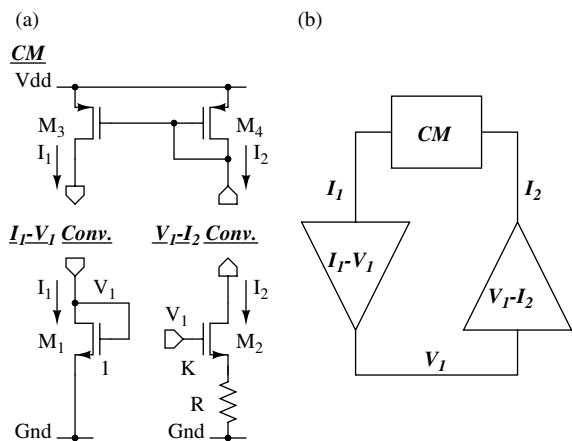 (a)
CM
Vdd
M3
M4
I1
I2
I1-V1 Conv.
V1-I2 Conv.
I1
V1
I2
V1
M1
M2
1
K
R
Gnd
Gnd
(b)
CM
I1
I2
I1-V1
V1-I2
V1